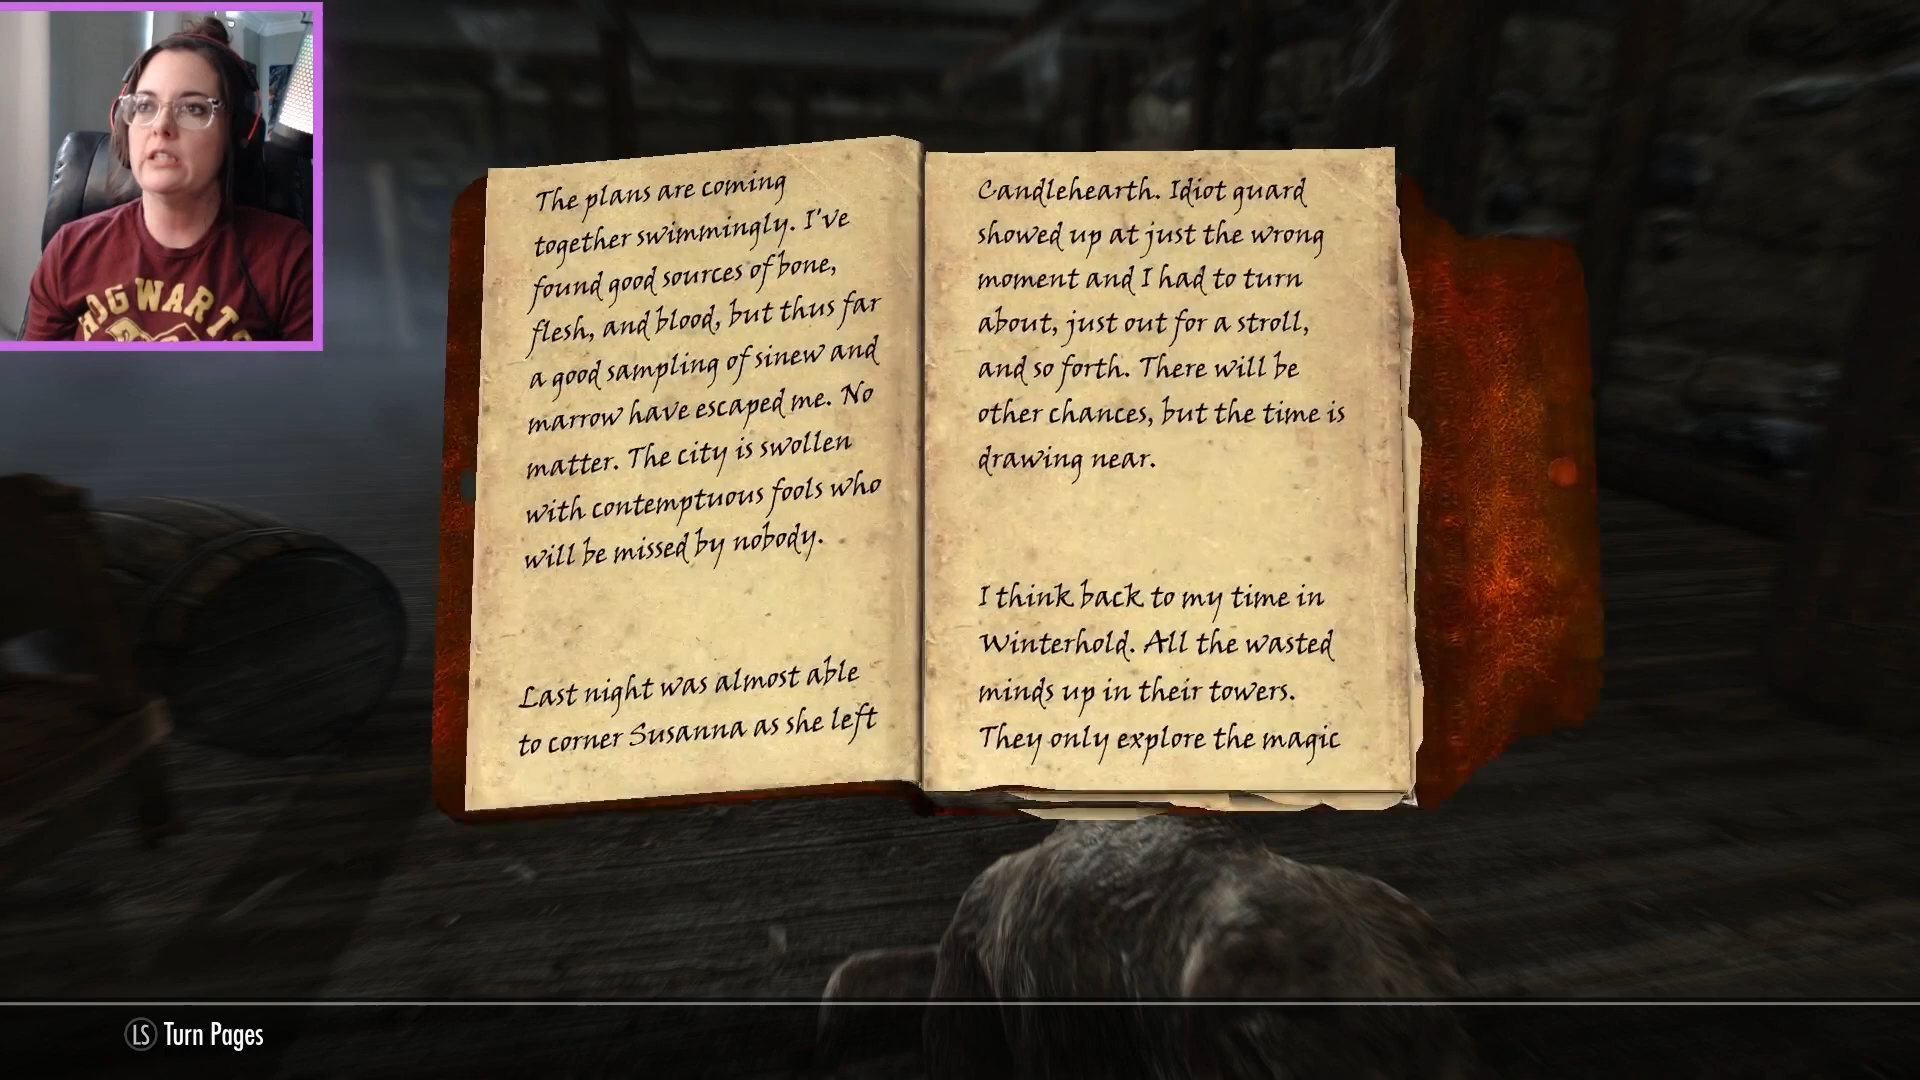 HOGWARTS
The plans are coming
together swimmingly. I've
found good sources of bone,
flesh, and blood, but thus far
a good sampling of sinew and
marrow have escaped me. No
matter. The city is swollen
with contemptuous fools who
will be missed by nobody.
Last night was almost able
to corner Susanna as she left
Candlehearth. Idiot guard
showed up at just the wrong
moment and I had to turn
about, just out for a stroll,
and so forth. There will be
other chances, but the time is
drawing near.
I think back to my time in
Winterhold. All the wasted
minds up in their towers.
They only explore the magic
LS Turn Pages